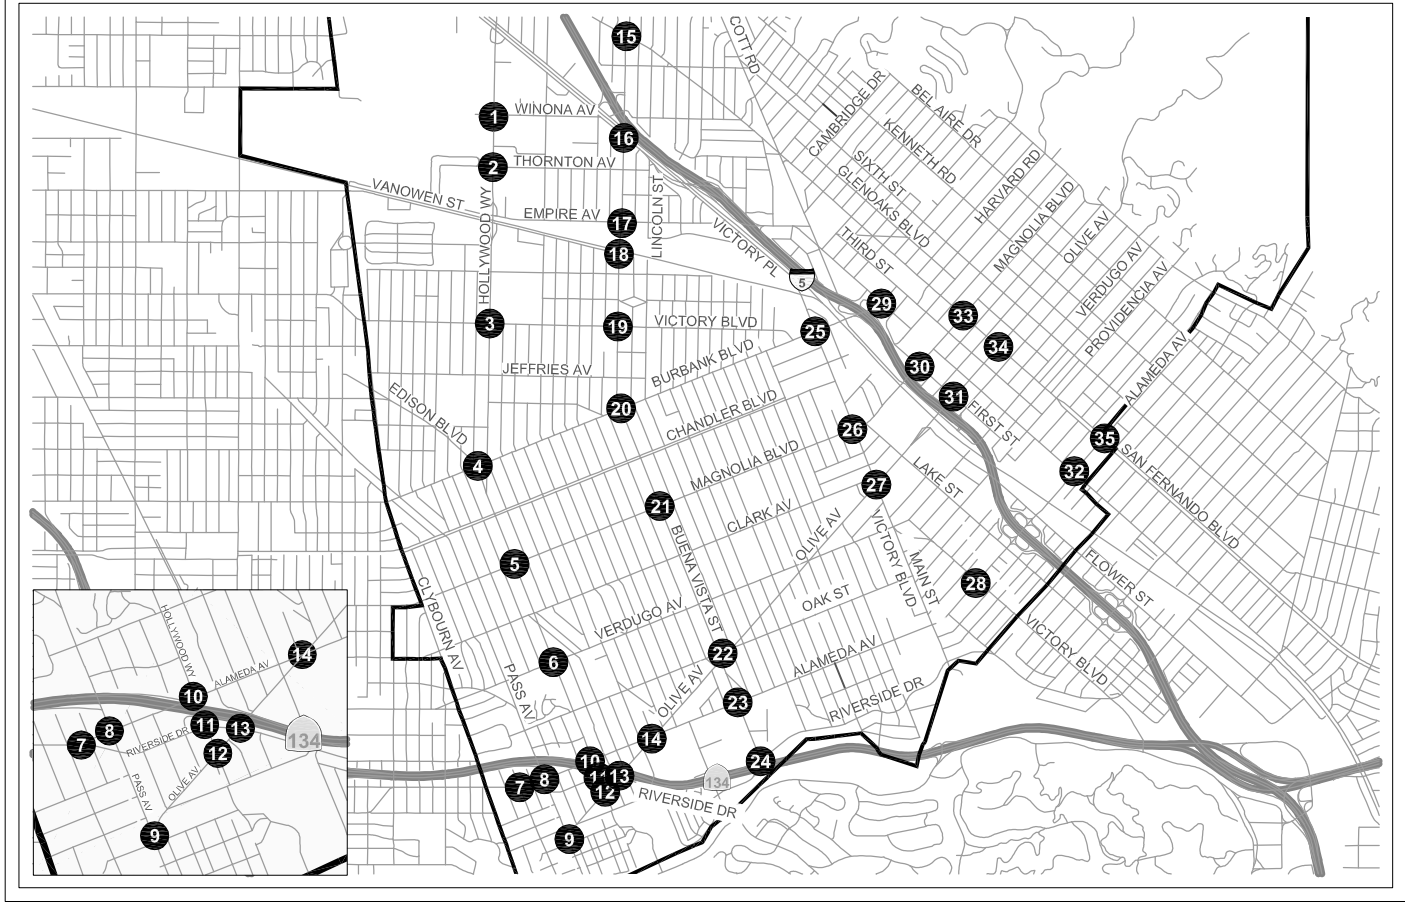 15
COTT RD
1
WINONA AV
16
CAMBRIDGE DR
BEL AIRE DR
KENNETH RD
2
THORNTON AV
SIXTH ST
HARVARD RD
VANOWEN ST
HOLLYWOOD WY
LINCOLN ST
GLENOAKS BLVD
MAGNOLIA BLVD
EMPIRE AV
17
18
VICTORY PL
THIRD ST
OLIVE AV
VERDUGO AV
PROVIDENCIA AV
5
29
33
3
19
VICTORY BLVD
25
34
ALAMEDA AV
JEFFRIES AV
BURBANK BLVD
30
31
FIRST ST
EDISON BLVD
20
CHANDLER BLVD
26
35
4
MAGNOLIA BLVD
LAKE ST
32
SAN FERNANDO BLVD
21
CLARK AV
27
OLIVE AV
VICTORY BLVD
BUENA VISTA ST
5
MAIN ST
28
FLOWER ST
CLYBOURN AV
VERDUGO AV
OAK ST
VICTORY BLVD
6
22
ALAMEDA AV
PASS AV
OLIVE AV
23
RIVERSIDE DR
14
10
24
7
8
11
13
12
134
RIVERSIDE DR
9
HOLLYWOOD WY
14
ALAMEDA AV
10
11
13
8
7
RIVERSIDE DR
12
134
PASS AV
OLIVE AV
9